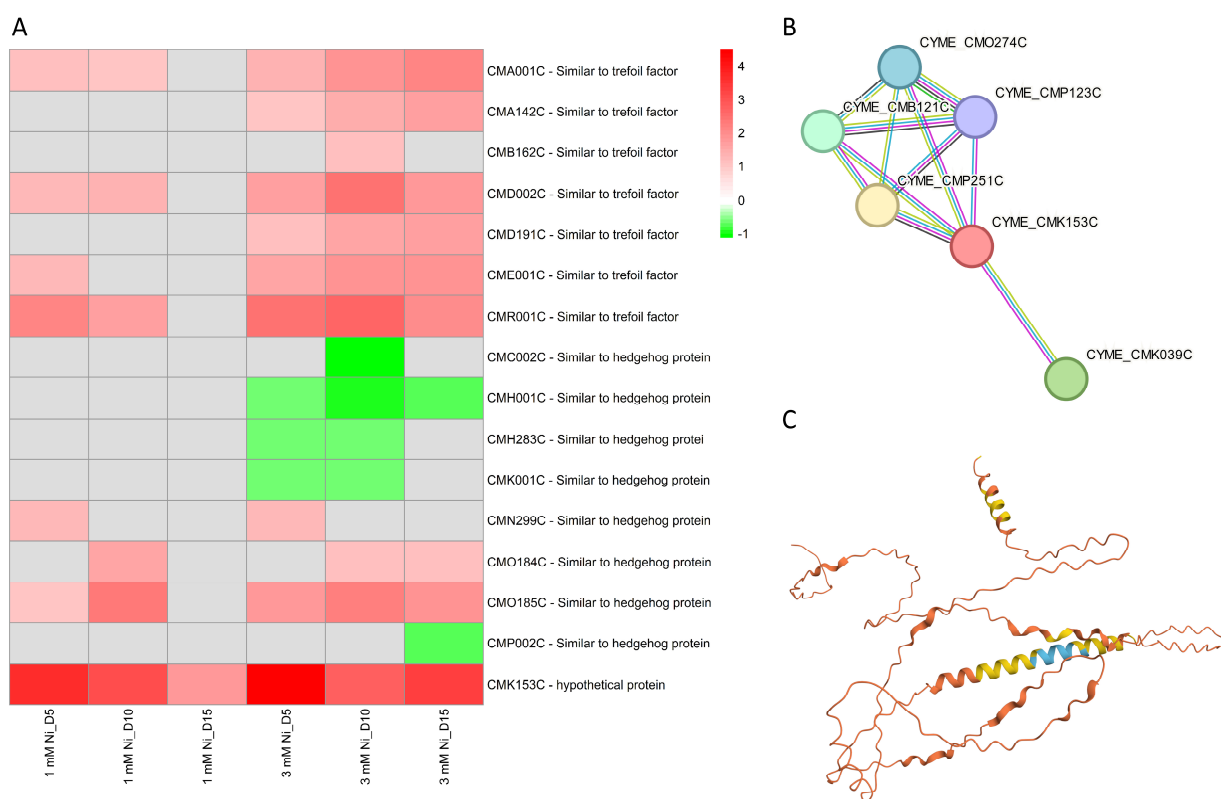 A
CMA001C - Similar to trefoil factor
CMA142C - Similar to trefoil factor
CMB162C - Similar to trefoil factor
CMD002C - Similar to trefoil factor
CMD191C - Similar to trefoil factor
CME001C - Similar to trefoil factor
CMR001C - Similar to trefoil factor
CMC002C - Similar to hedgehog protein
CMH001C - Similar to hedgehog protein
CMH283C - Similar to hedgehog protei
CMK001C - Similar to hedgehog protein
CMN299C - Similar to hedgehog protein
CMO184C - Similar to hedgehog protein
CMO185C - Similar to hedgehog protein
CMP002C - Similar to hedgehog protein
CMK153C - hypothetical protein
1 mM Ni_D5
1 mM Ni_D10
1 mM Ni_D15
3 mM Ni_D5
3 mM Ni_D10
3 mM Ni_D15
4
3
2
1
0
-1
B
CYME_CMO274C
CYME_CMP123C
CYME_CMB121C
CYME_CMP251C
CYME_CMK153C
CYME_CMK039C
C